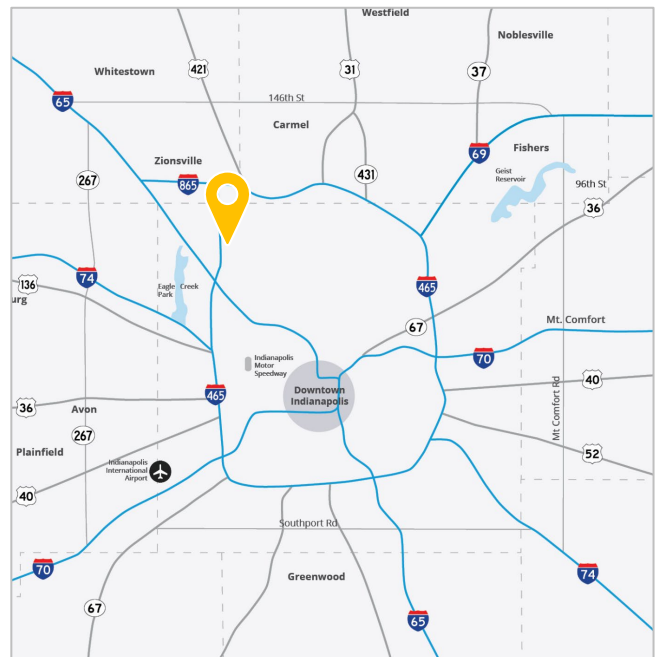 Westfield
Noblesville
Whitestown
421
31
37
65
146th St
Carmel
69
Fishers
Zionsville
431
Geist
Reservoir
267
865
96th St
36
74
136
urg
Eagle Creek
Park
465
67
Mt. Comfort
70
Indianapolis
Motor
Speedway
40
465
Downtown
Indianapolis
Mt Comfort Rd
36
Avon
267
52
Plainfield
Indianapolis
International
Airport
40
Southport Rd
70
Greenwood
74
67
65